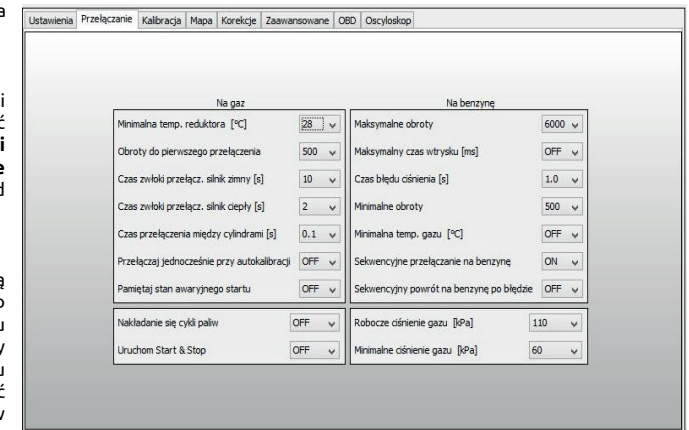 a
i
ć
i
e
d
ą
o
u
y
u
ć
w
Ustawienia Przełączanie Kalibracja Mapa Korekcje Zaawansowane OBD Oscyloskop
Na gaz
Minimalna temp. reduktora [°C] 28
Obroty do pierwszego przełączenia 500
Czas zwłoki przełącz. silnik zimny [s] 10
Czas zwłoki przełącz. silnik ciepły [s] 2
Czas przełączenia między cylindrami [s] 0.1
Przełączaj jednocześnie przy autokalibracji OFF
Pamiętaj stan awaryjnego startu OFF
Nakładanie się cykli paliw OFF
Uruchom Start & Stop OFF
Na benzynę
Maksymalne obroty 6000
Maksymalny czas wtrysku [ms] OFF
Czas błędu ciśnienia [s] 1.0
Minimalne obroty 500
Minimalna temp. gazu [°C] OFF
Sekwencyjne przełączanie na benzynę ON
Sekwencyjny powrót na benzynę po błędzie OFF
Robocze ciśnienie gazu [kPa] 110
Minimalne ciśnienie gazu [kPa] 60